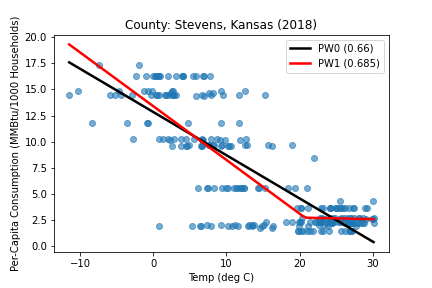 County: Stevens, Kansas (2018)
PW0 (0.66)
PW1 (0.685)
Per-Capita Consumption (MMBtu/1000 Households)
20.0
17.5
15.0
12.5
10.0
7.5
5.0
2.5
0.0
−10 0 10 20 30
Temp (deg C)